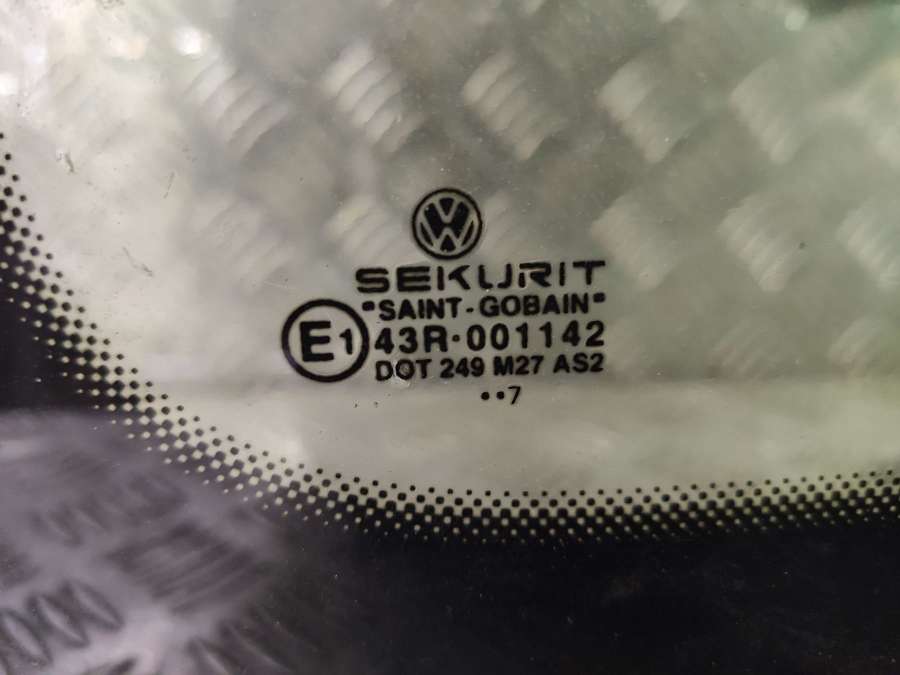 SEKURIT
"SAINT-GOBAIN"
E1 43R·001142
DOT 249 M27 AS2
••7